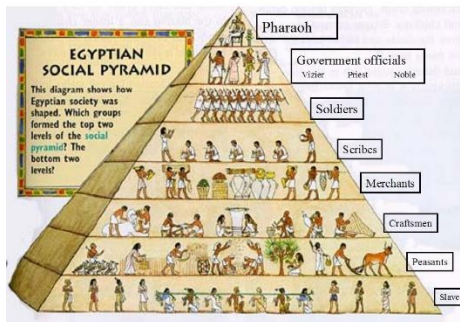 EGYPTIAN
SOCIAL PYRAMID
This diagram shows how
Egyptian society was
shaped. Which groups
formed the top two
levels of the social
pyramid? The
bottom two
levels?
Pharaoh
Government officials
Vizier Priest Noble
Soldiers
Scribes
Merchants
Craftsmen
Peasants
Slave